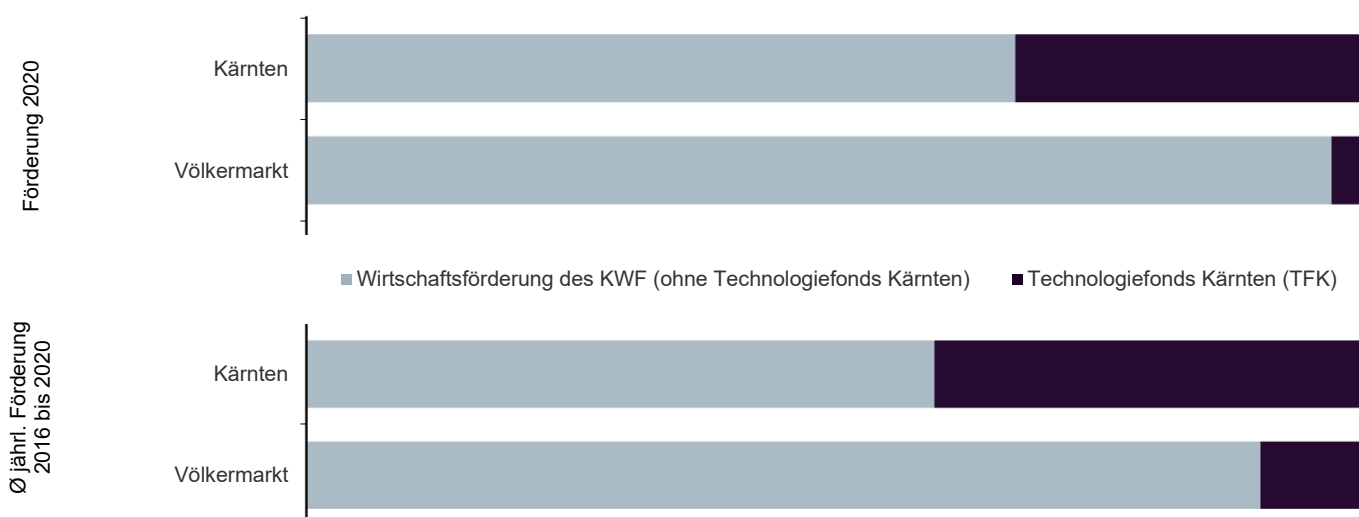 Förderung 2020
Kärnten
Völkermarkt
Wirtschaftsförderung des KWF (ohne Technologiefonds Kärnten) Technologiefonds Kärnten (TFK)
Ø jährl. Förderung
2016 bis 2020
Kärnten
Völkermarkt